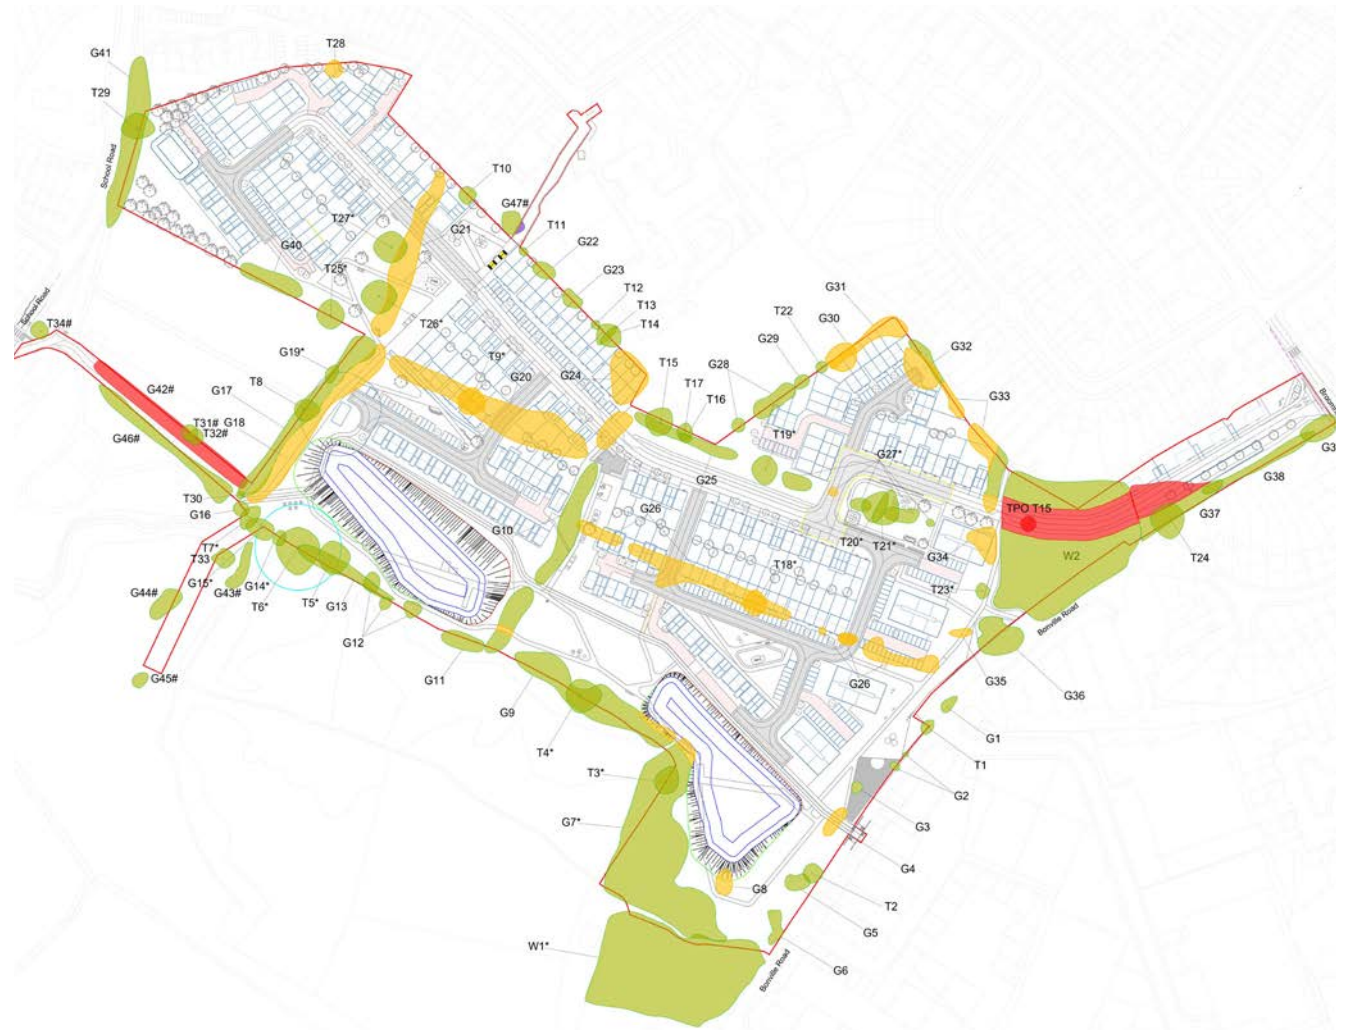 T28
G41
T29
School Road
T10
G47#
T27*
G21
T11
G22
G40
G23
T25*
T12
T13
T14
G31
T22
G30
School Road
T34#
T26*
G19*
T9*
G29
G32
G28
T8
G42#
G20
G24
T15
T17
T16
G33
G17
T31#
G18
T32#
G46#
T19*
G27*
G25
G38
T30
G16
G10
G26
TPO T15
G37
T7*
T33
T20*
T21*
G34
W2
T24
G15*
G14*
T18*
T23*
G44#
G43#
T6*
T5*
G13
Bonville Road
G12
G45#
G11
G26
G35
G36
G9
G1
T4*
T1
T3*
G2
G7*
G3
G4
G8
T2
G5
W1*
G6
Bonville Road